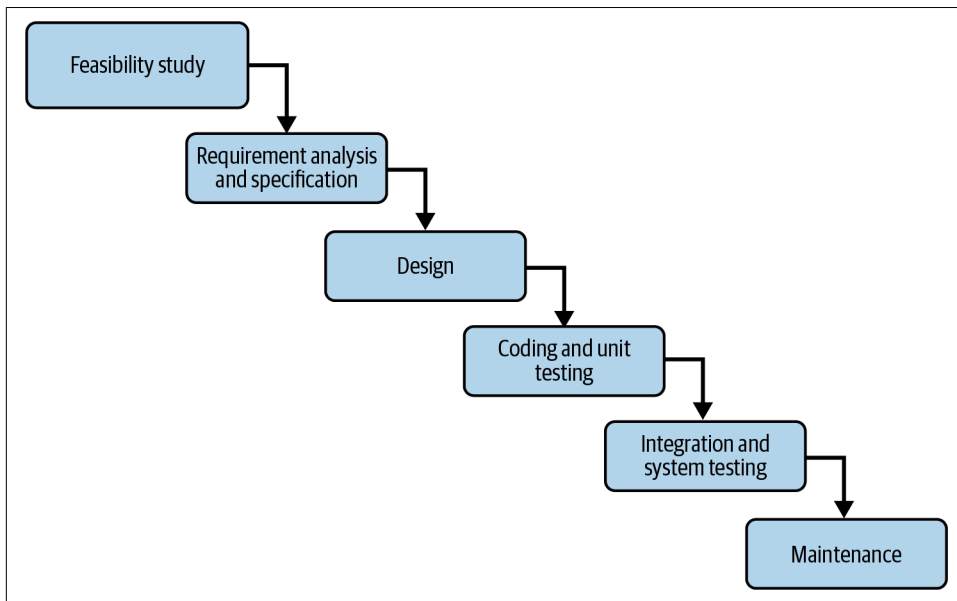 Feasibility study
Requirement analysis
and specification
Design
Coding and unit
testing
Integration and
system testing
Maintenance